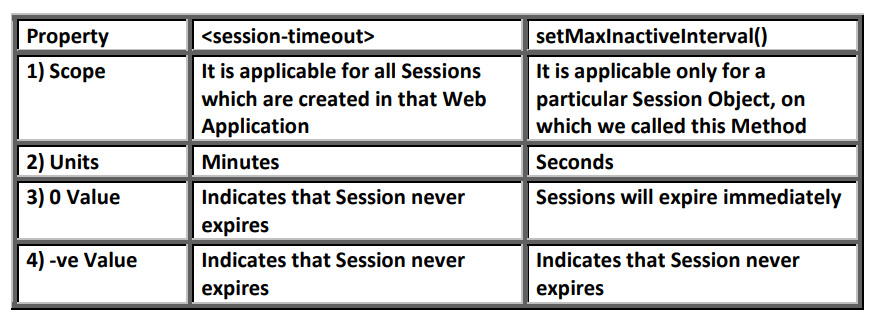 Property <session-timeout> setMaxInactiveInterval()
1) Scope It is applicable for all Sessions It is applicable only for a
which are created in that Web particular Session Object, on
Application which we called this Method
2) Units Minutes Seconds
3) 0 Value Indicates that Session never Sessions will expire immediately
expires
4) -ve Value Indicates that Session never Indicates that Session never
expires expires